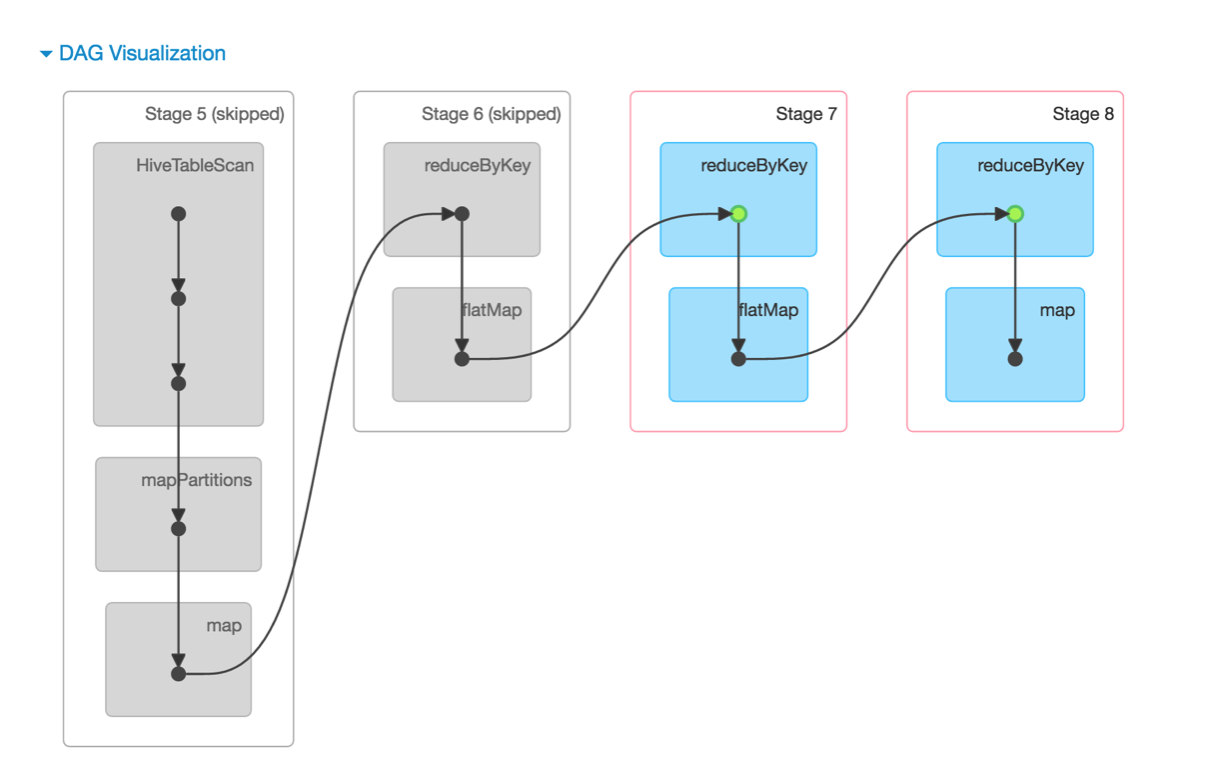 DAG Visualization
Stage 5 (skipped)
HiveTableScan
mapPartitions
map
Stage 6 (skipped)
reduceByKey
flatMap
Stage 7
reduceByKey
flatMap
Stage 8
reduceByKey
map